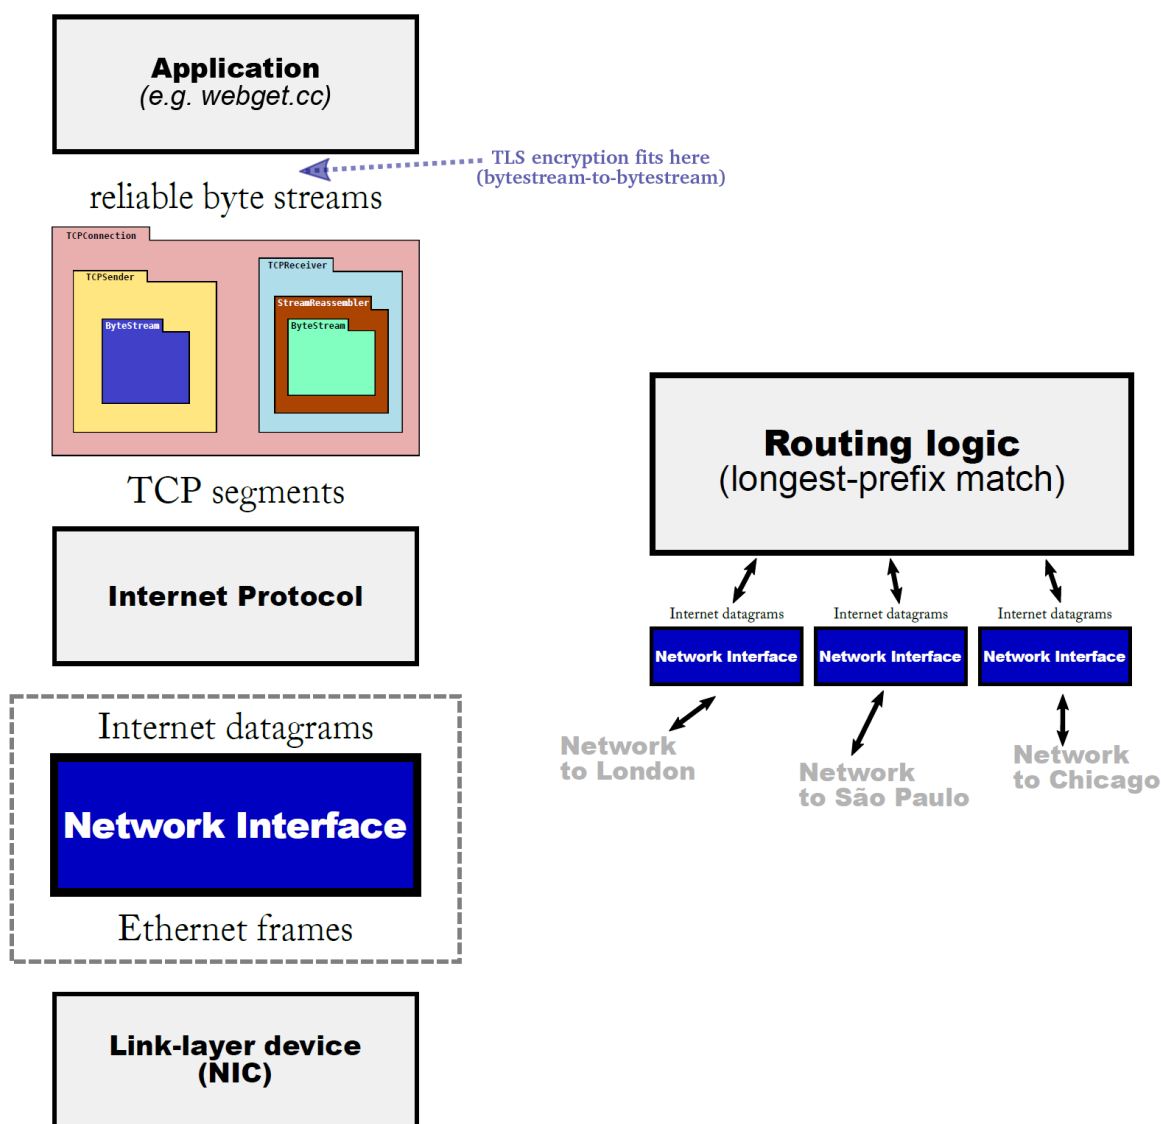 Application
(e.g. webget.cc)
TLS encryption fits here
(bytestream-to-bytestream)
reliable byte streams
TCPConnection
TCPSender
ByteStream
TCPReceiver
StreamReassembler
ByteStream
TCP segments
Internet Protocol
Internet datagrams
Network Interface
Ethernet frames
Link-layer device
(NIC)
Routing logic
(longest-prefix match)
Internet datagrams
Internet datagrams
Internet datagrams
Network Interface
Network Interface
Network Interface
Network
to London
Network
to São Paulo
Network
to Chicago